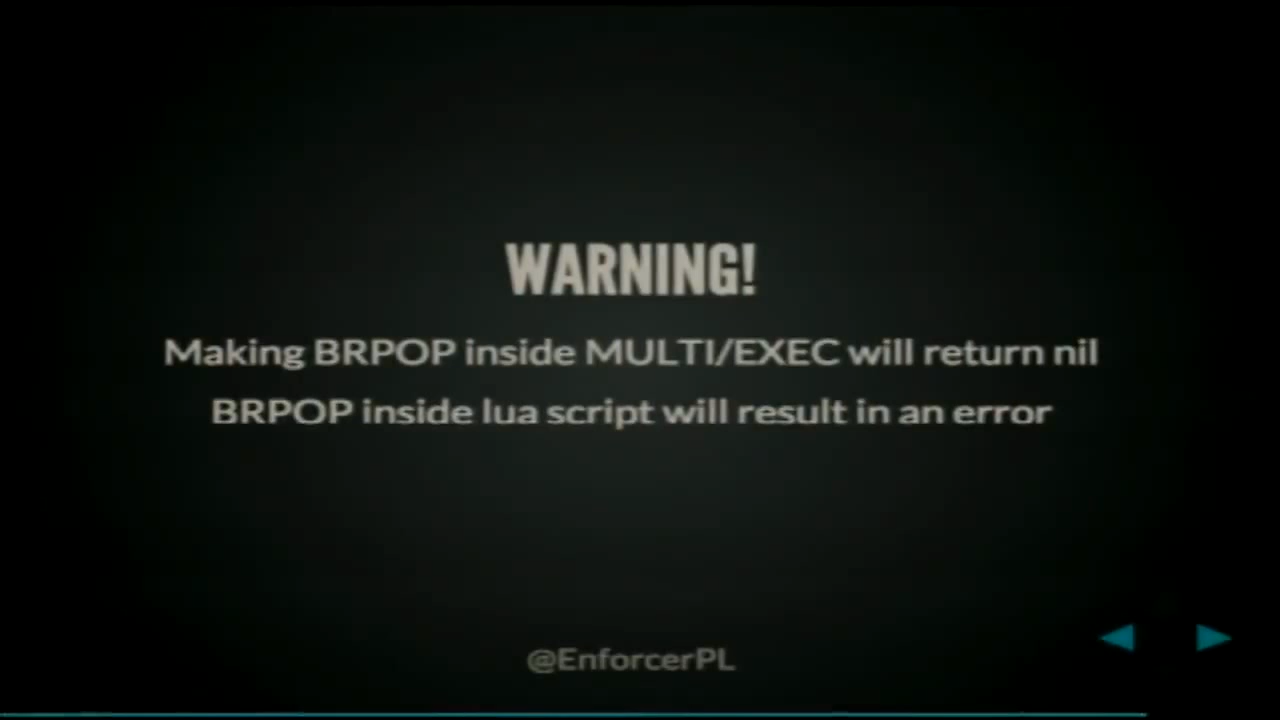 WARNING!
Making BRPOP inside MULTI/EXEC will return nil
BRPOP inside lua script will result in an error
@EnforcerPL